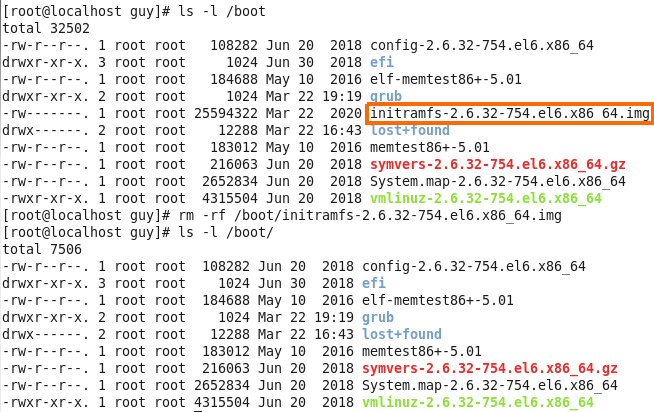 [root@localhost guy]# ls -l /boot
total 32502
-rw-r--r--. 1 root root   108282 Jun 20  2018 config-2.6.32-754.el6.x86_64
drwxr-xr-x. 3 root root     1024 Jun 30  2018 efi
-rw-r--r--. 1 root root   184688 May 10  2016 elf-memtest86+-5.01
drwxr-xr-x. 2 root root     1024 Mar 22 19:19 grub
-rw-------. 1 root root 25594322 Mar 22  2020 initramfs-2.6.32-754.el6.x86_64.img
drwx------. 2 root root    12288 Mar 22 16:43 lost+found
-rw-r--r--. 1 root root   183012 May 10  2016 memtest86+-5.01
-rw-r--r--. 1 root root   216063 Jun 20  2018 symvers-2.6.32-754.el6.x86_64.gz
-rw-r--r--. 1 root root  2652834 Jun 20  2018 System.map-2.6.32-754.el6.x86_64
-rwxr-xr-x. 1 root root  4315504 Jun 20  2018 vmlinuz-2.6.32-754.el6.x86_64
[root@localhost guy]# rm -rf /boot/initramfs-2.6.32-754.el6.x86_64.img
[root@localhost guy]# ls -l /boot/
total 7506
-rw-r--r--. 1 root root  108282 Jun 20  2018 config-2.6.32-754.el6.x86_64
drwxr-xr-x. 3 root root    1024 Jun 30  2018 efi
-rw-r--r--. 1 root root  184688 May 10  2016 elf-memtest86+-5.01
drwxr-xr-x. 2 root root    1024 Mar 22 19:19 grub
drwx------. 2 root root   12288 Mar 22 16:43 lost+found
-rw-r--r--. 1 root root  183012 May 10  2016 memtest86+-5.01
-rw-r--r--. 1 root root  216063 Jun 20  2018 symvers-2.6.32-754.el6.x86_64.gz
-rw-r--r--. 1 root root 2652834 Jun 20  2018 System.map-2.6.32-754.el6.x86_64
-rwxr-xr-x. 1 root root 4315504 Jun 20  2018 vmlinuz-2.6.32-754.el6.x86_64